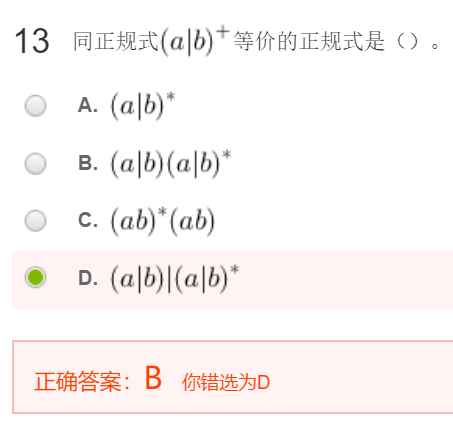 13 同正规式(a|b)⁺等价的正规式是（）。
A. (a|b)*
B. (a|b)(a|b)*
C. (ab)*(ab)
D. (a|b)|(a|b)*
正确答案：B 你错选为D